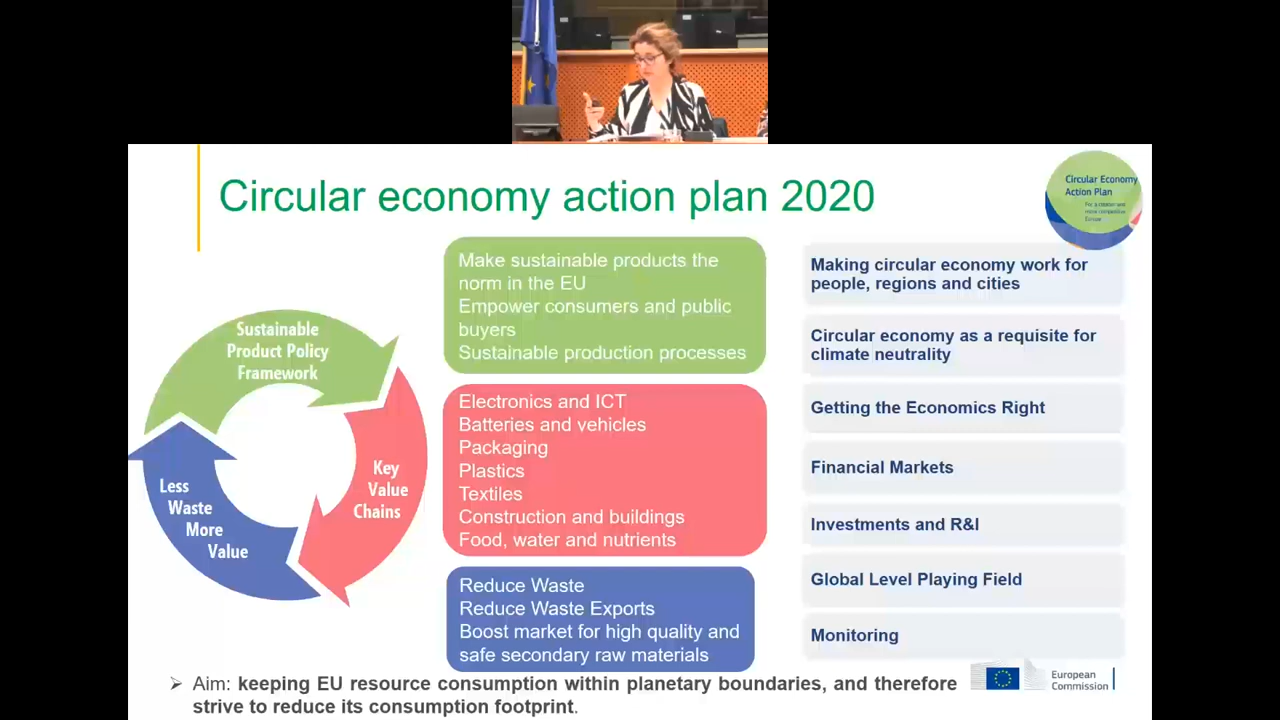 Circular economy action plan 2020
Circular Economy
Action Plan
For a cleaner and
more competitive
Europe
Sustainable
Product Policy
Framework
Key
Value
Chains
Less
Waste
More
Value
Make sustainable products the
norm in the EU
Empower consumers and public
buyers
Sustainable production processes
Electronics and ICT
Batteries and vehicles
Packaging
Plastics
Textiles
Construction and buildings
Food, water and nutrients
Reduce Waste
Reduce Waste Exports
Boost market for high quality and
safe secondary raw materials
Making circular economy work for
people, regions and cities
Circular economy as a requisite for
climate neutrality
Getting the Economics Right
Financial Markets
Investments and R&I
Global Level Playing Field
Monitoring
Aim: keeping EU resource consumption within planetary boundaries, and therefore
strive to reduce its consumption footprint.
European
Commission